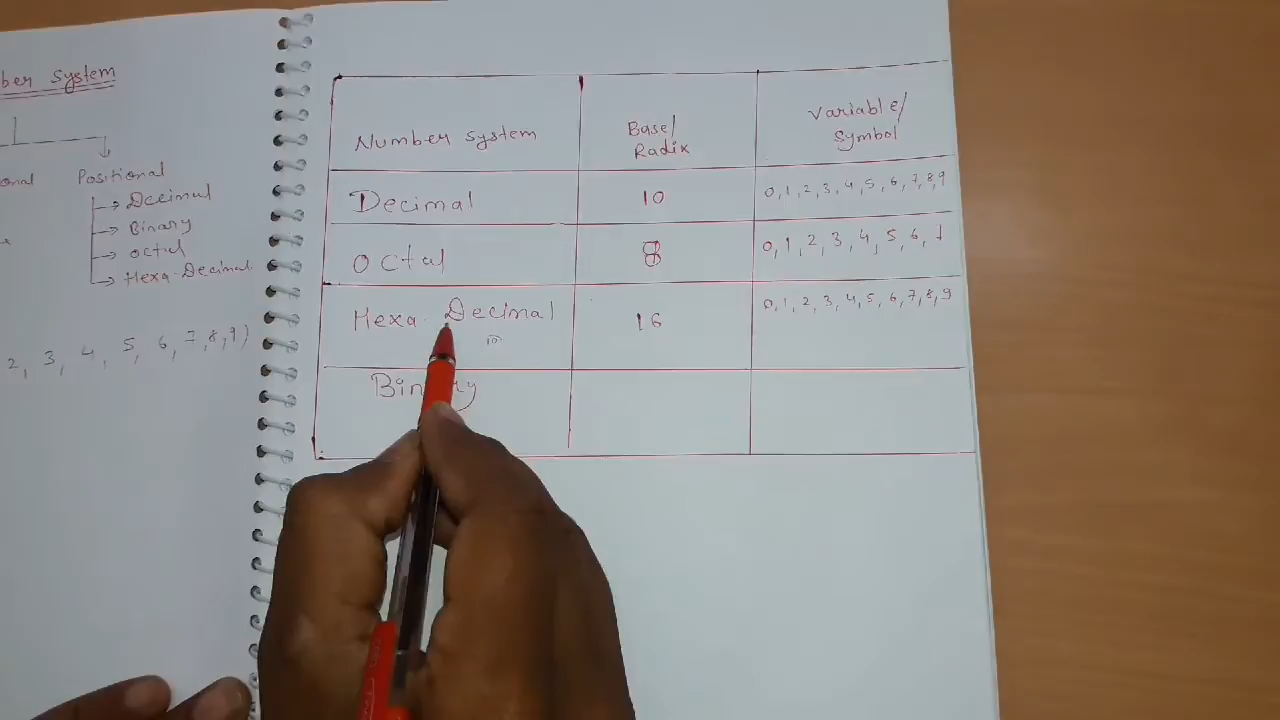 ber System
onal Positional
→ Decimal
→ Binary
→ octal
→ Hexa-Decimal
2, 3, 4, 5, 6, 7, 8, 9)
Number System Base/ Radix Variable/ Symbol
Decimal 10 0, 1, 2, 3, 4, 5, 6, 7, 8, 9
Octal 8 0, 1, 2, 3, 4, 5, 6, 7
Hexa-Decimal 16 0, 1, 2, 3, 4, 5, 6, 7, 8, 9
10
Binary